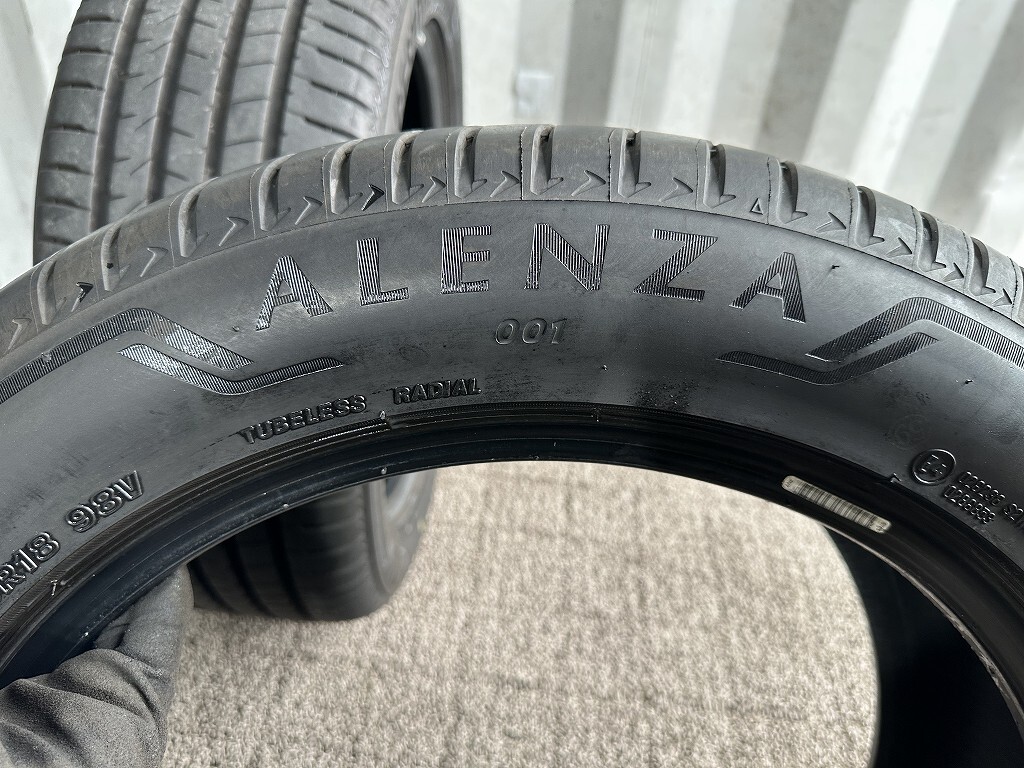 ALENZA
001
TUBELESS RADIAL
R18 98V